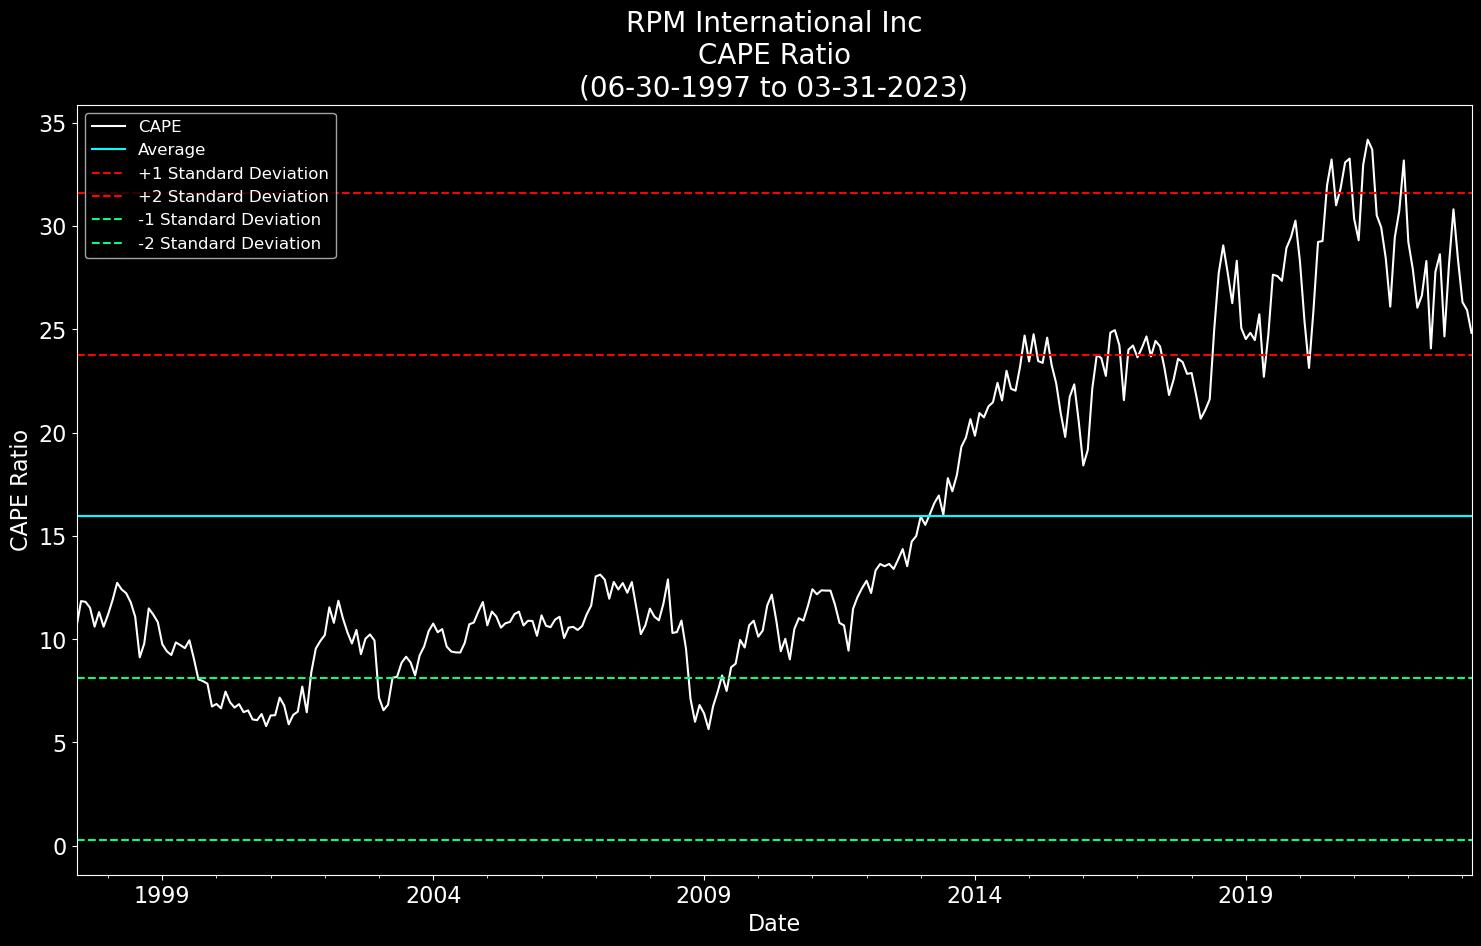 RPM International Inc
CAPE Ratio
(06-30-1997 to 03-31-2023)
CAPE
Average
+1 Standard Deviation
+2 Standard Deviation
-1 Standard Deviation
-2 Standard Deviation
35
30
25
20
15
10
5
0
CAPE Ratio
1999
2004
2009
2014
2019
Date